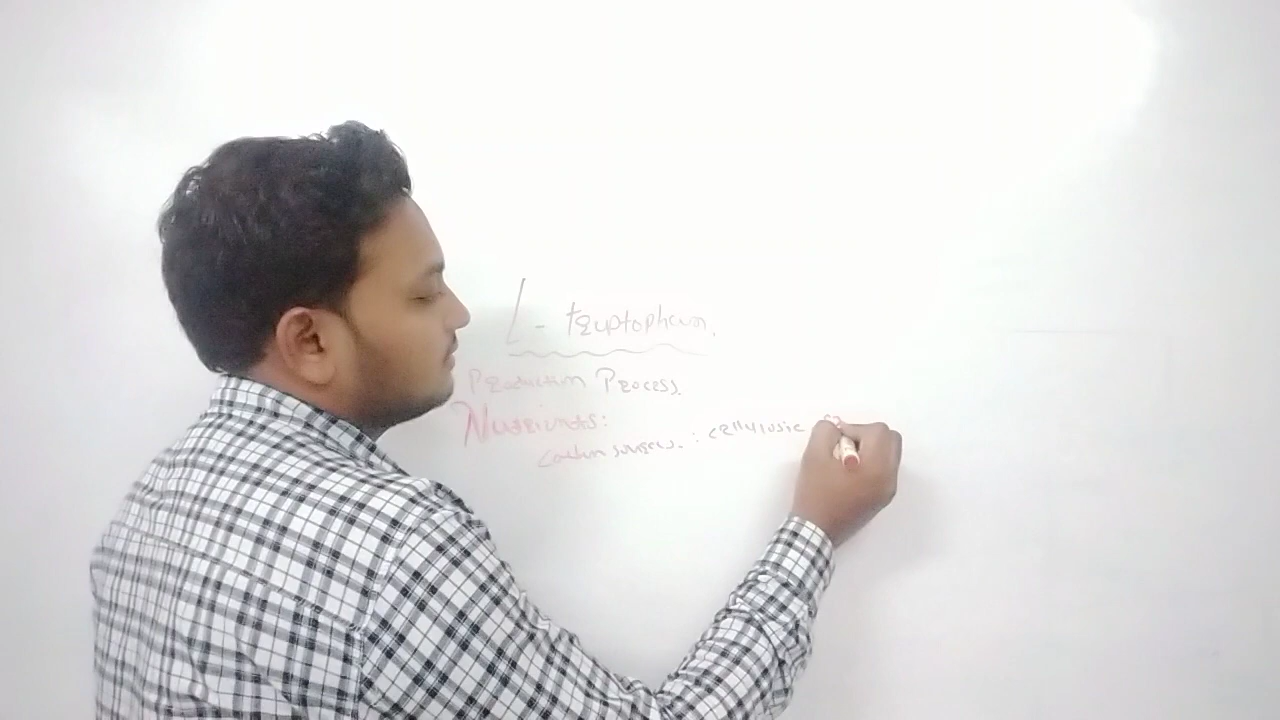 L- tryptophan.
Production Process.
Nutrients:
carbon sources. : cellulosic